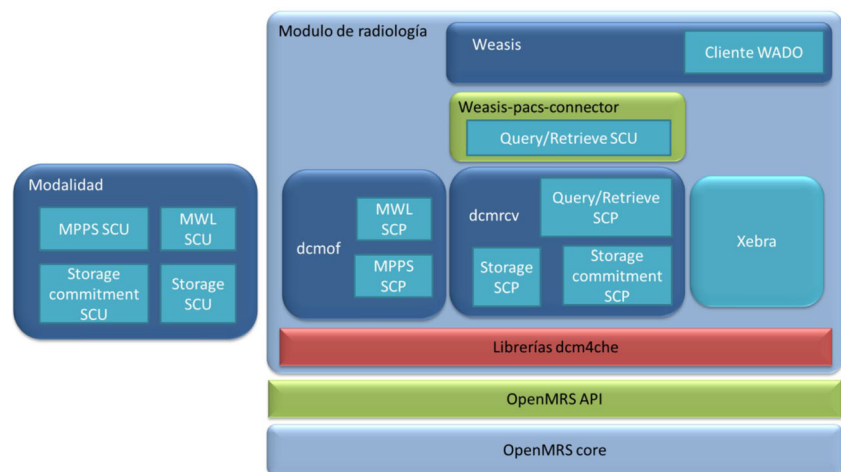 Modulo de radiología
Weasis
Cliente WADO
Weasis-pacs-connector
Query/Retrieve SCU
Modalidad
MPPS SCU
MWL
SCU
Storage
commitment
SCU
Storage
SCU
dcmof
MWL
SCP
MPPS
SCP
dcmrcv
Query/Retrieve
SCP
Storage
SCP
Storage
commitment
SCP
Xebra
Librerías dcm4che
OpenMRS API
OpenMRS core